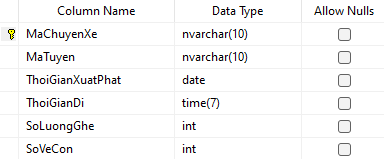 Column Name Data Type Allow Nulls
MaChuyenXe nvarchar(10)
MaTuyen nvarchar(10)
ThoiGianXuatPhat date
ThoiGianDi time(7)
SoLuongGhe int
SoVeCon int